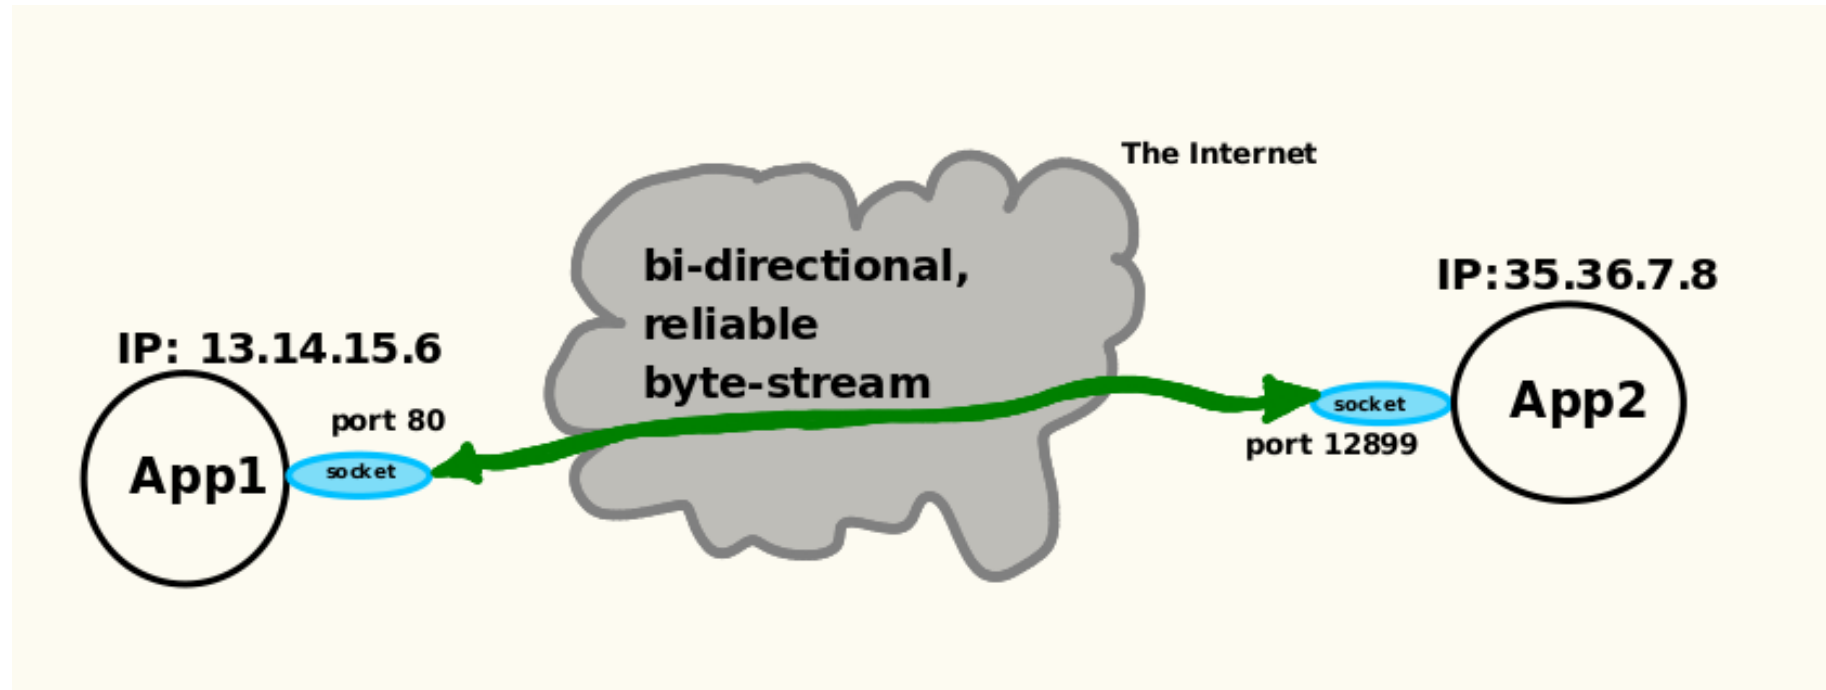 The Internet
bi-directional,
reliable
byte-stream
IP: 13.14.15.6
port 80
App1
socket
IP:35.36.7.8
socket
App2
port 12899